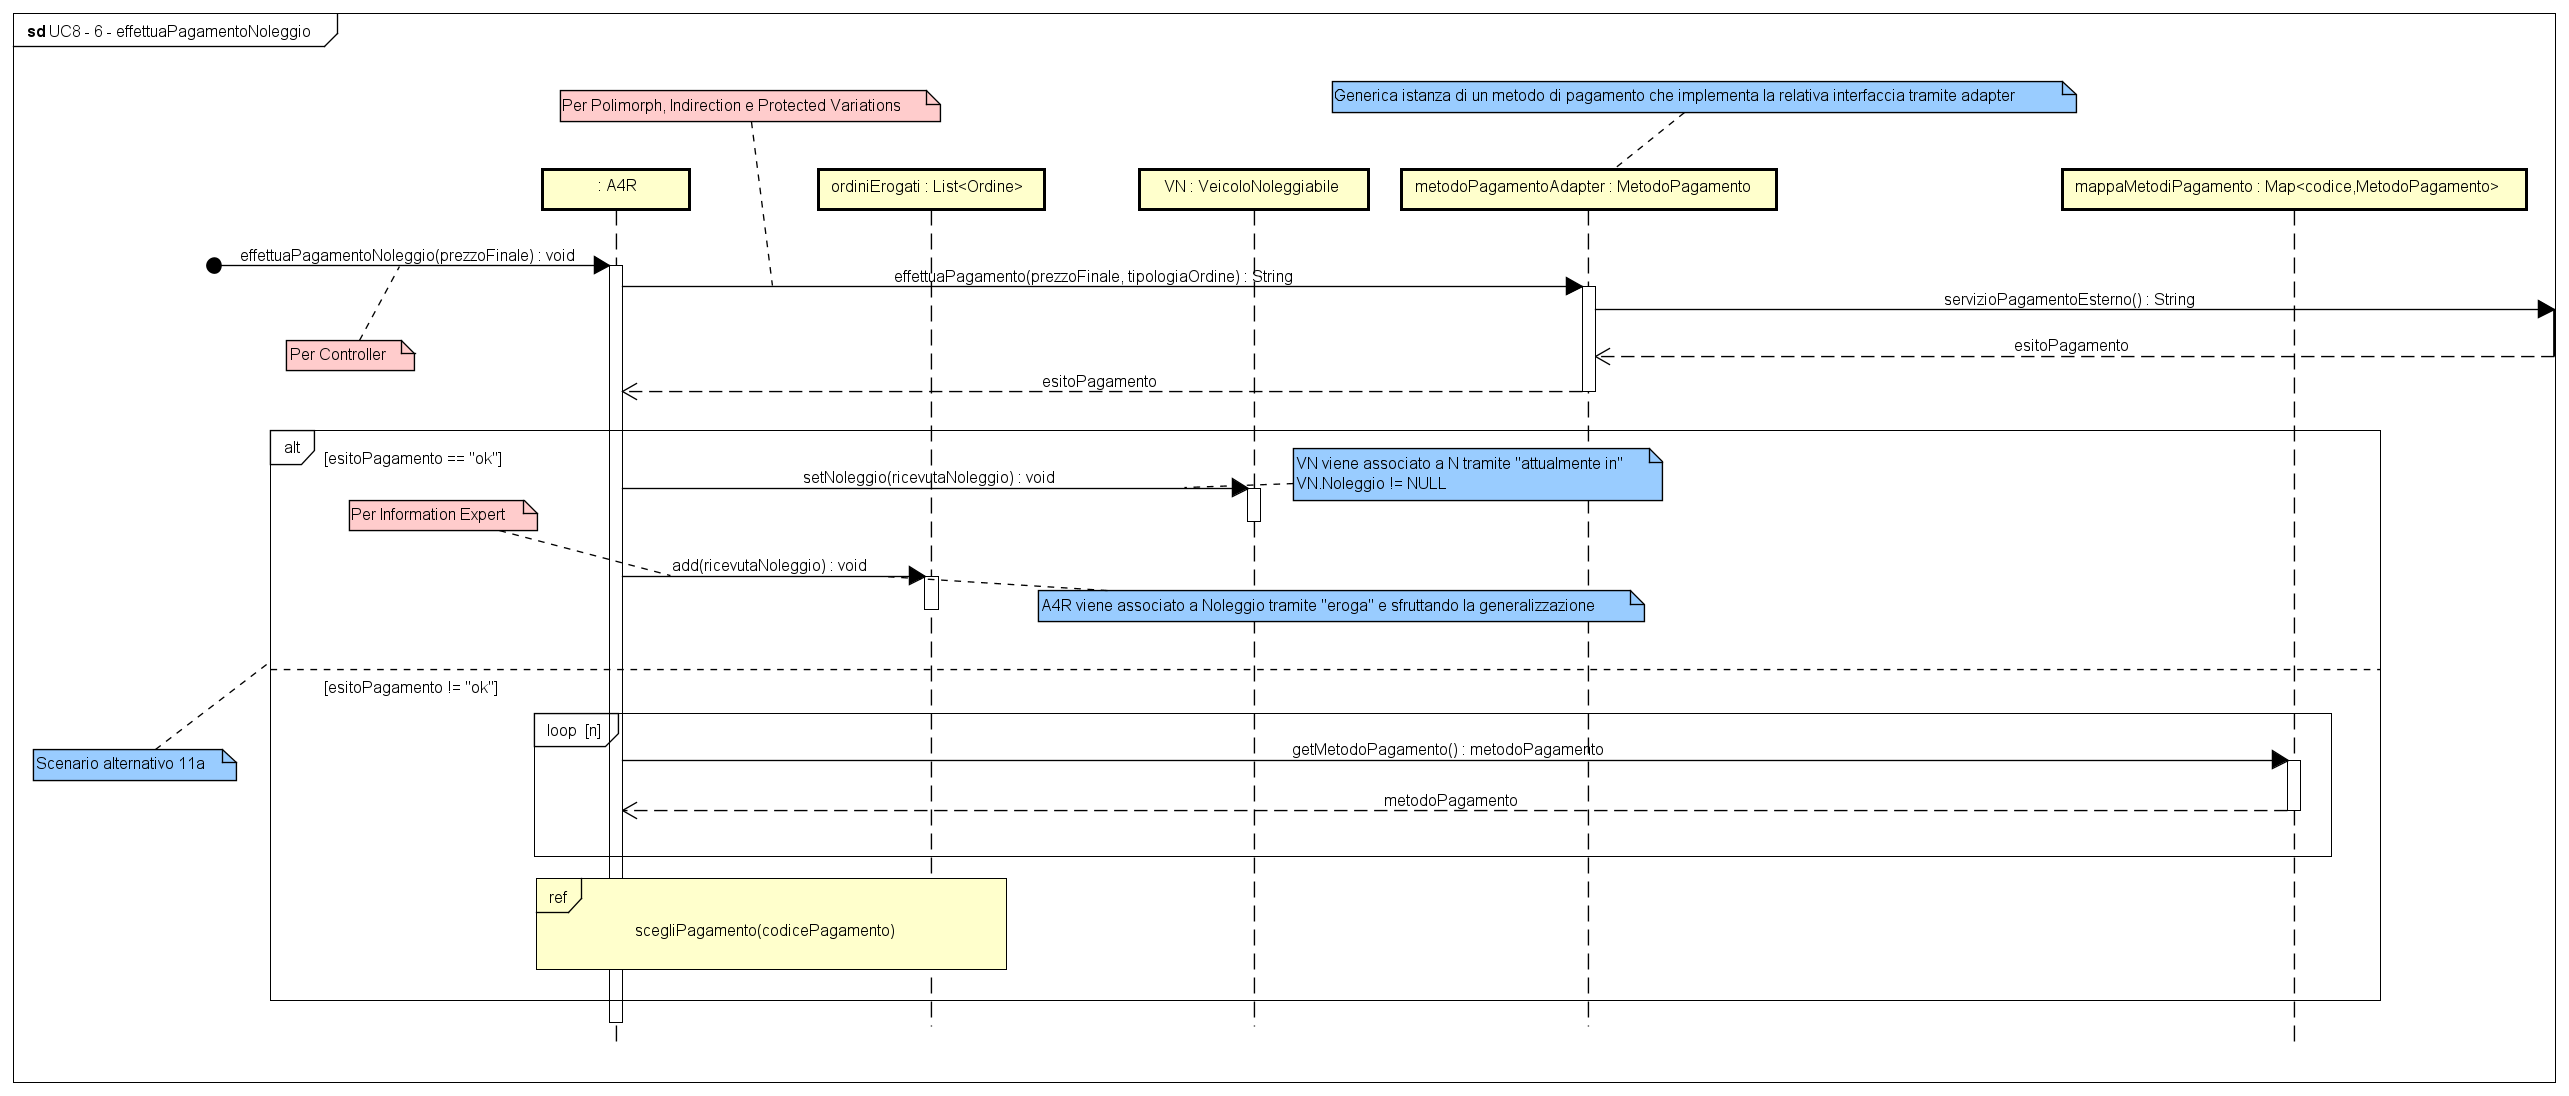 sd UC8 - 6 - effettuaPagamentoNoleggio
Generica istanza di un metodo di pagamento che implementa la relativa interfaccia tramite adapter
Per Polimorph, Indirection e Protected Variations
: A4R
ordiniErogati : List<Ordine>
VN : VeicoloNoleggiabile
metodoPagamentoAdapter : MetodoPagamento
mappaMetodiPagamento : Map<codice,MetodoPagamento>
effettuaPagamentoNoleggio(prezzoFinale) : void
effettuaPagamento(prezzoFinale, tipologiaOrdine) : String
servizioPagamentoEsterno() : String
esitoPagamento
Per Controller
esitoPagamento
alt
[esitoPagamento == "ok"]
VN viene associato a N tramite "attualmente in"
VN.Noleggio != NULL
setNoleggio(ricevutaNoleggio) : void
Per Information Expert
add(ricevutaNoleggio) : void
A4R viene associato a Noleggio tramite "eroga" e sfruttando la generalizzazione
[esitoPagamento != "ok"]
loop [n]
getMetodoPagamento() : metodoPagamento
Scenario alternativo 11a
metodoPagamento
ref
scegliPagamento(codicePagamento)